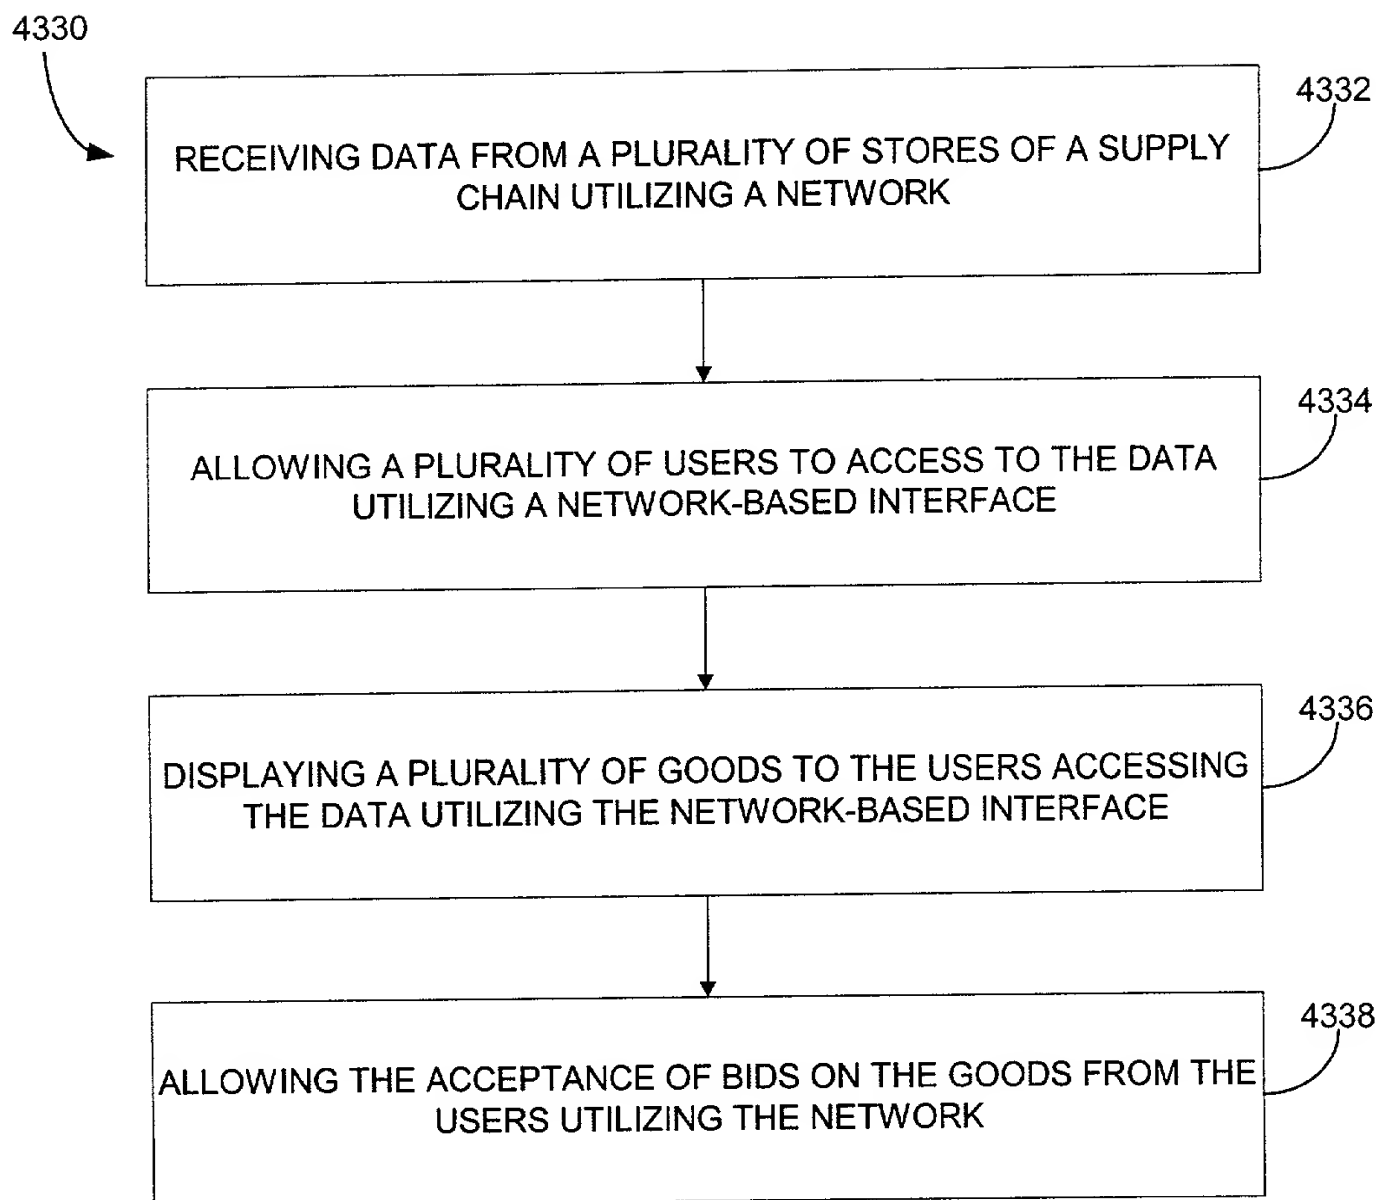 4330
4332
RECEIVING DATA FROM A PLURALITY OF STORES OF A SUPPLY
CHAIN UTILIZING A NETWORK
4334
ALLOWING A PLURALITY OF USERS TO ACCESS TO THE DATA
UTILIZING A NETWORK-BASED INTERFACE
4336
DISPLAYING A PLURALITY OF GOODS TO THE USERS ACCESSING
THE DATA UTILIZING THE NETWORK-BASED INTERFACE
4338
ALLOWING THE ACCEPTANCE OF BIDS ON THE GOODS FROM THE
USERS UTILIZING THE NETWORK